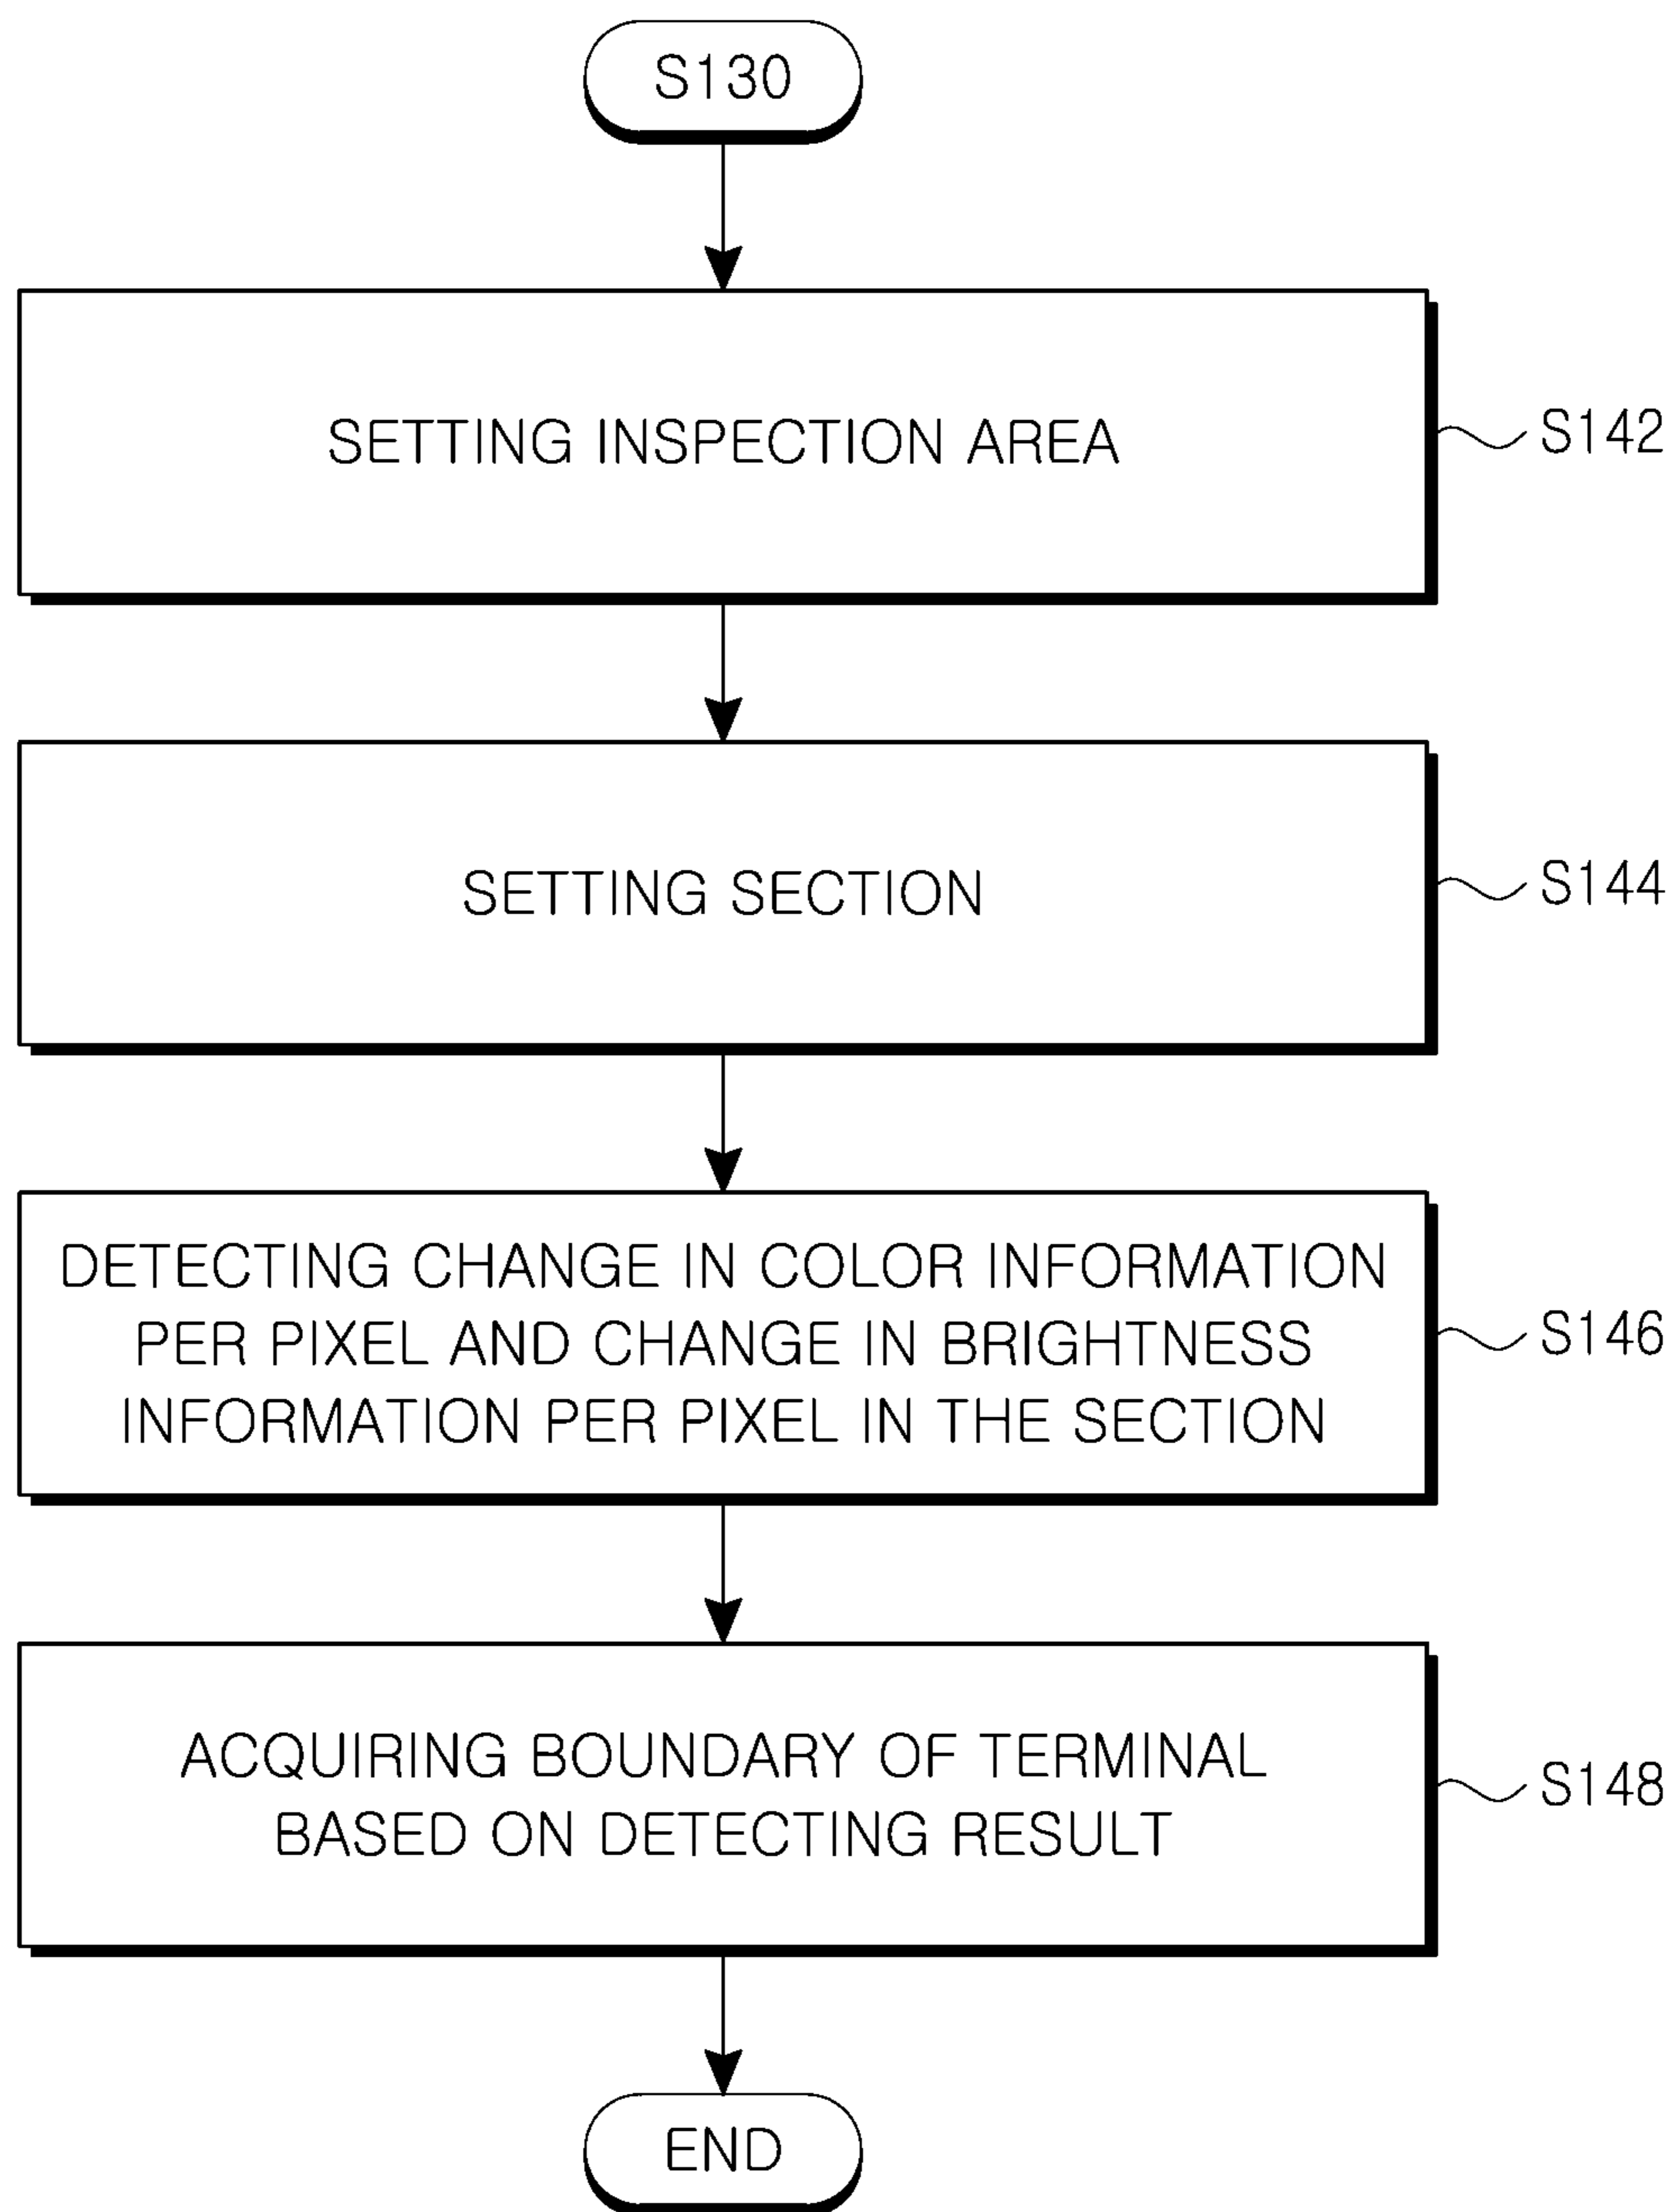 S130
SETTING INSPECTION AREA
S142
SETTING SECTION
S144
DETECTING CHANGE IN COLOR INFORMATION
PER PIXEL AND CHANGE IN BRIGHTNESS
INFORMATION PER PIXEL IN THE SECTION
S146
ACQUIRING BOUNDARY OF TERMINAL
BASED ON DETECTING RESULT
S148
END